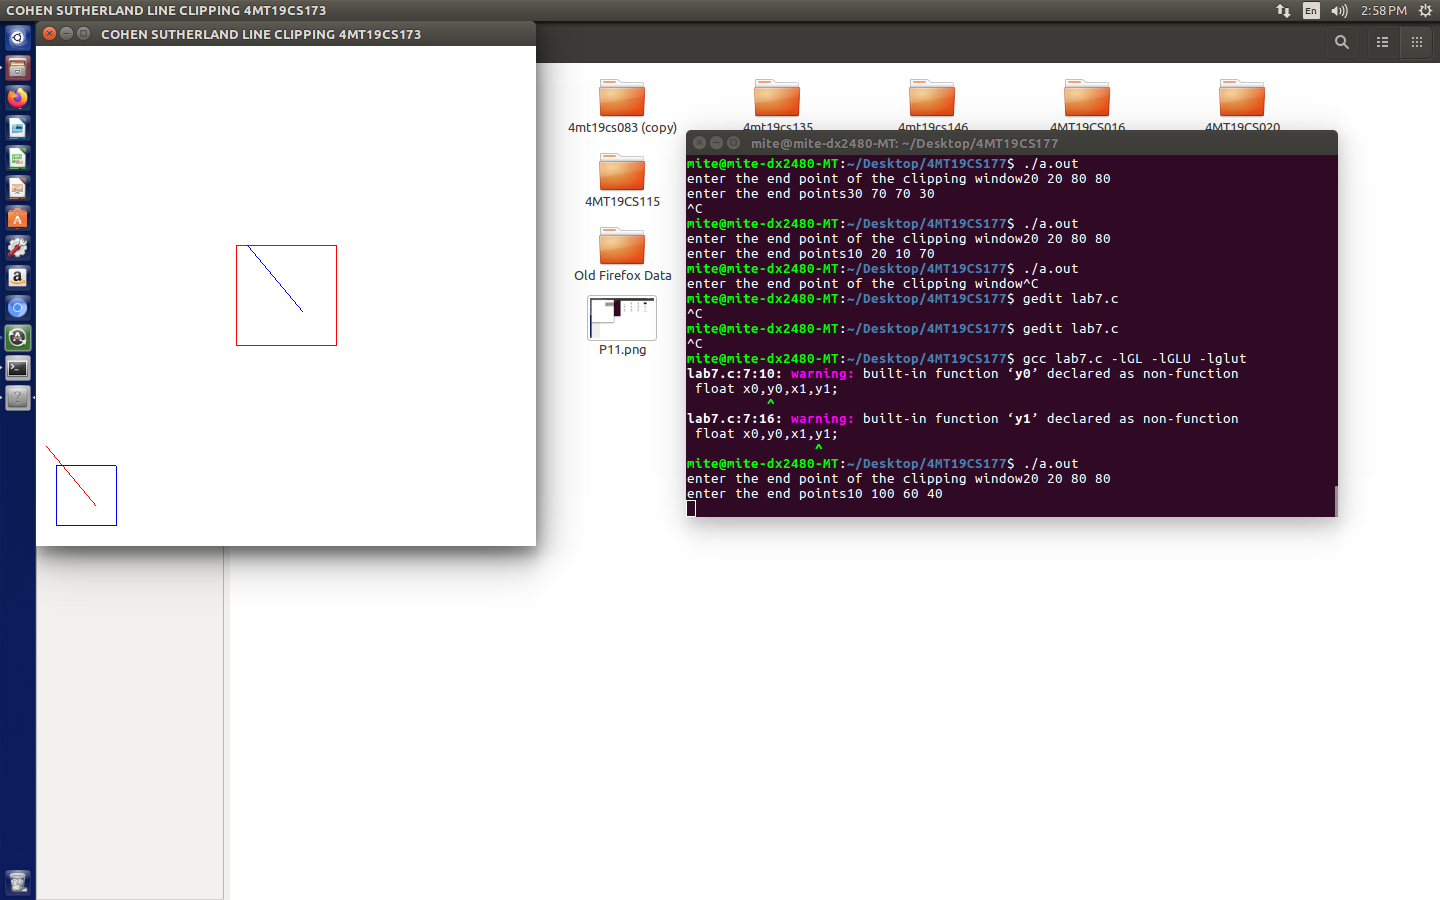 COHEN SUTHERLAND LINE CLIPPING 4MT19CS173
En
2:58 PM
COHEN SUTHERLAND LINE CLIPPING 4MT19CS173
4mt19cs083 (copy)
4mt19cs135
4mt19cs146
4MT19CS016
4MT19CS020
4MT19CS115
Old Firefox Data
P11.png
mite@mite-dx2480-MT: ~/Desktop/4MT19CS177
mite@mite-dx2480-MT:~/Desktop/4MT19CS177$ ./a.out
enter the end point of the clipping window20 20 80 80
enter the end points30 70 70 30
^C
mite@mite-dx2480-MT:~/Desktop/4MT19CS177$ ./a.out
enter the end point of the clipping window20 20 80 80
enter the end points10 20 10 70
mite@mite-dx2480-MT:~/Desktop/4MT19CS177$ ./a.out
enter the end point of the clipping window^C
mite@mite-dx2480-MT:~/Desktop/4MT19CS177$ gedit lab7.c
^C
mite@mite-dx2480-MT:~/Desktop/4MT19CS177$ gedit lab7.c
^C
mite@mite-dx2480-MT:~/Desktop/4MT19CS177$ gcc lab7.c -lGL -lGLU -lglut
lab7.c:7:10: warning: built-in function ‘y0’ declared as non-function
float x0,y0,x1,y1;
^
lab7.c:7:16: warning: built-in function ‘y1’ declared as non-function
float x0,y0,x1,y1;
^
mite@mite-dx2480-MT:~/Desktop/4MT19CS177$ ./a.out
enter the end point of the clipping window20 20 80 80
enter the end points10 100 60 40